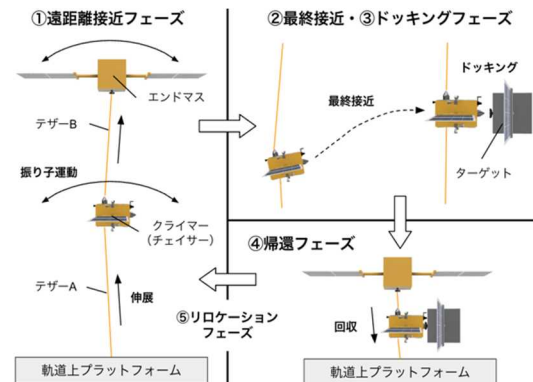 ①遠距離接近フェーズ
エンドマス
テザーB
振り子運動
クライマー
(チェイサー)
テザーA
伸展
軌道上プラットフォーム
②最終接近・③ドッキングフェーズ
ドッキング
最終接近
ターゲット
④帰還フェーズ
回収
軌道上プラットフォーム
⑤リロケーション
フェーズ